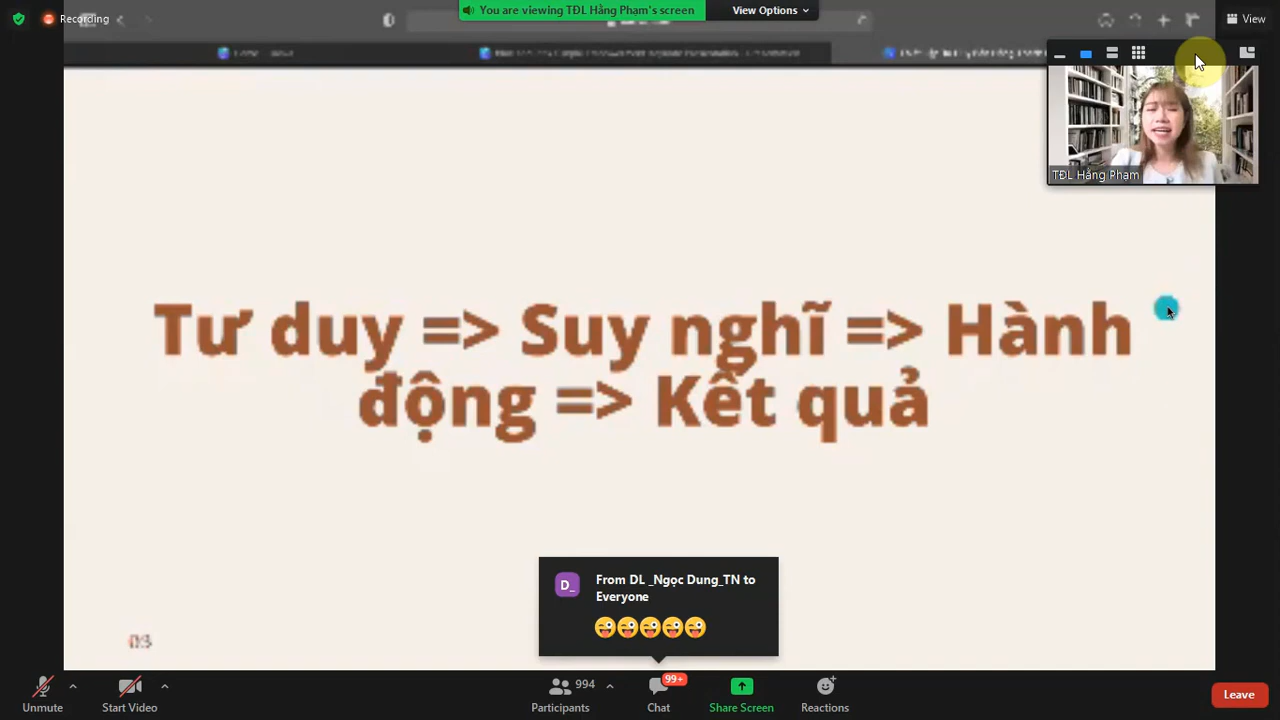 Recording
You are viewing TĐL Hằng Phạm's screen
View Options
View
TĐL Hằng Phạm
Tư duy => Suy nghĩ => Hành
động => Kết quả
From DL _Ngọc Dung_TN to
Everyone
D_
😜😜😜😜😜
03
Unmute
Start Video
994
Participants
99+
Chat
Share Screen
Reactions
Leave